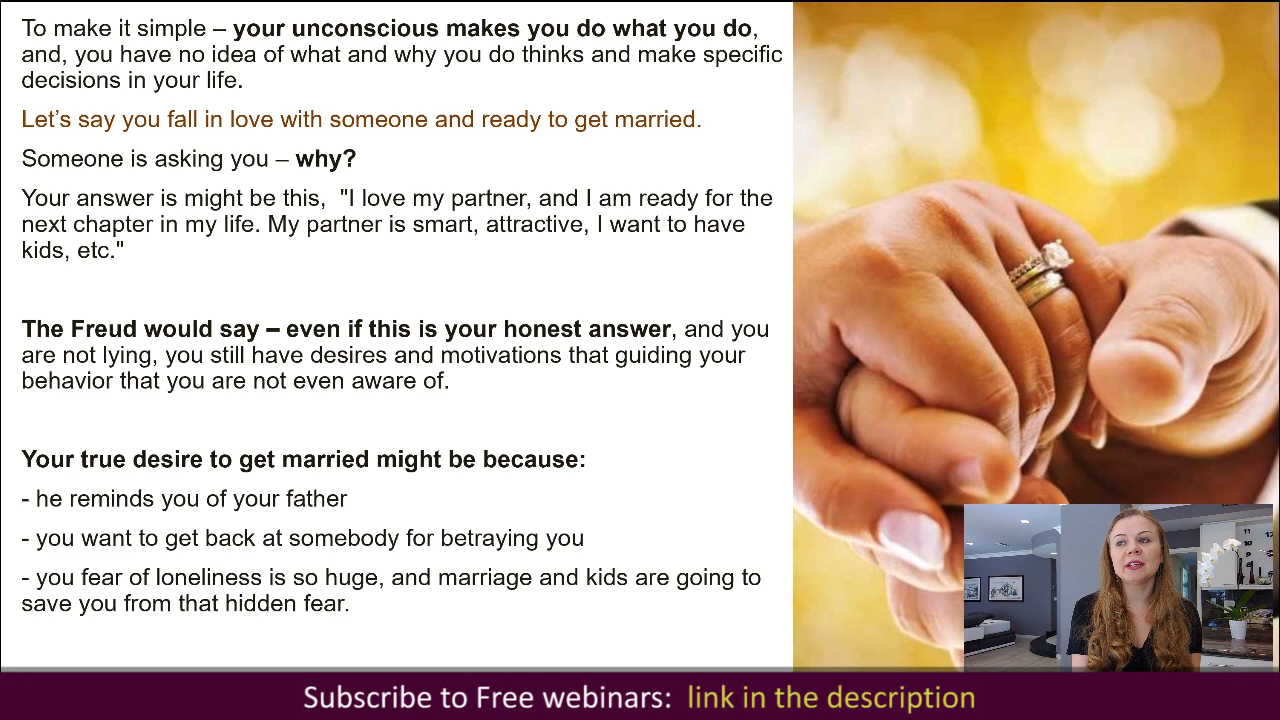 To make it simple – your unconscious makes you do what you do,
and, you have no idea of what and why you do thinks and make specific
decisions in your life.
Let’s say you fall in love with someone and ready to get married.
Someone is asking you – why?
Your answer is might be this,  "I love my partner, and I am ready for the
next chapter in my life. My partner is smart, attractive, I want to have
kids, etc."
The Freud would say – even if this is your honest answer, and you
are not lying, you still have desires and motivations that guiding your
behavior that you are not even aware of.
Your true desire to get married might be because:
- he reminds you of your father
- you want to get back at somebody for betraying you
- you fear of loneliness is so huge, and marriage and kids are going to
save you from that hidden fear.
Subscribe to Free webinars:  link in the description